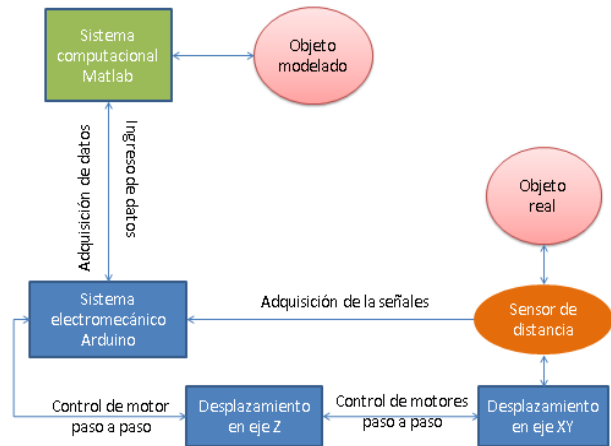 Sistema
computacional
Matlab
Objeto
modelado
Adquisición de datos
Ingreso de datos
Objeto
real
Sistema
electromecánico
Arduino
Adquisición de la señales
Sensor de
distancia
Control de motor
paso a paso
Desplazamiento
en eje Z
Control de motores
paso a paso
Desplazamiento
en eje XY